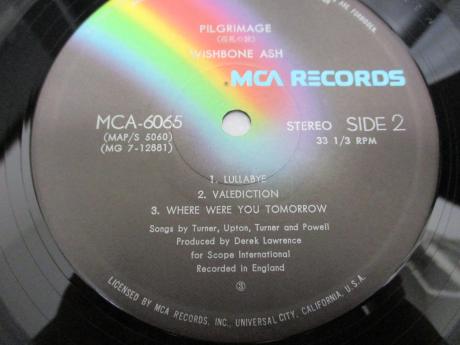 PILGRIMAGE
(巡礼の旅)
WISHBONE ASH
MCA RECORDS
MCA-6065
(MAP/S 5060)
(MG 7-12881)
STEREO SIDE 2
33 1/3 RPM
1. LULLABYE
2. VALEDICTION
3. WHERE WERE YOU TOMORROW
Songs by Turner, Upton, Turner and Powell
Produced by Derek Lawrence
for Scope International
Recorded in England
③
LICENSED BY MCA RECORDS, INC., UNIVERSAL CITY, CALIFORNIA, U.S.A.